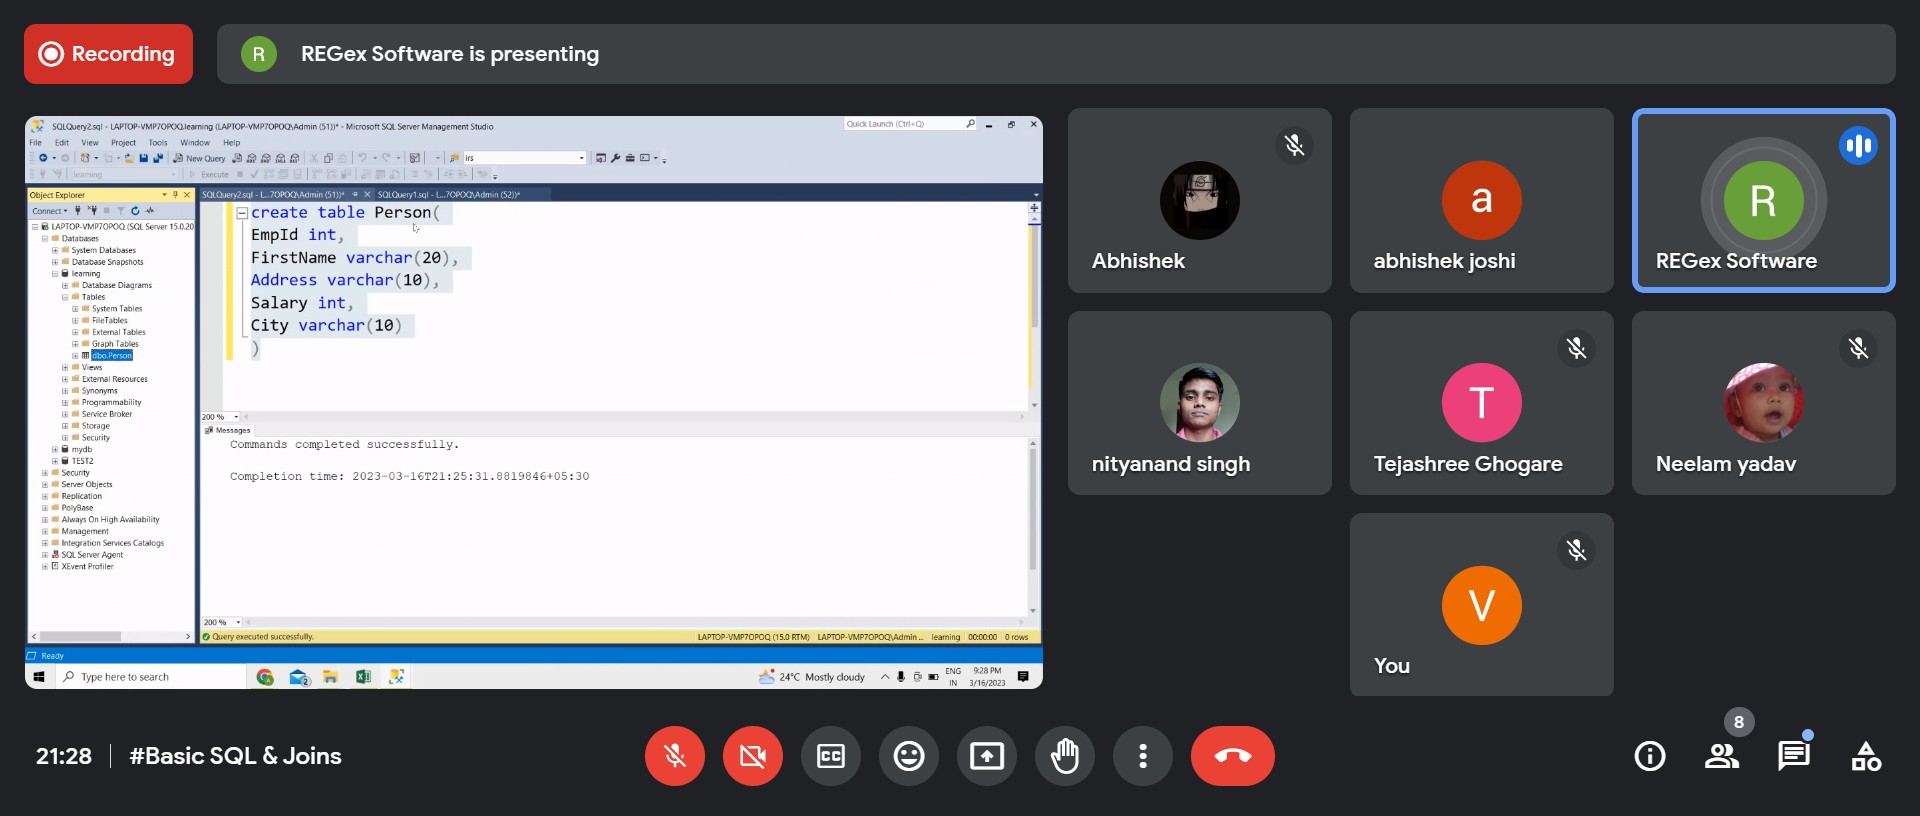 Recording
R
REGex Software is presenting
SQLQuery2.sql - LAPTOP-VMP7OPOQ.learning (LAPTOP-VMP7OPOQ\Admin (51))* - Microsoft SQL Server Management Studio
Quick Launch (Ctrl+Q)
File Edit View Project Tools Window Help
New Query
irs
learning
Execute
Object Explorer
SQLQuery2.sql - L...7OPOQ\Admin (51))*
SQLQuery1.sql - L...7OPOQ\Admin (52))*
Connect
LAPTOP-VMP7OPOQ (SQL Server 15.0.20
Databases
System Databases
Database Snapshots
learning
Database Diagrams
Tables
System Tables
FileTables
External Tables
Graph Tables
dbo.Person
Views
External Resources
Synonyms
Programmability
Service Broker
Storage
Security
mydb
TEST2
Security
Server Objects
Replication
PolyBase
Always On High Availability
Management
Integration Services Catalogs
SQL Server Agent
XEvent Profiler
create table Person(
EmpId int,
FirstName varchar(20),
Address varchar(10),
Salary int,
City varchar(10)
)
200 %
Messages
Commands completed successfully.
Completion time: 2023-03-16T21:25:31.8819846+05:30
200 %
Query executed successfully.
LAPTOP-VMP7OPOQ (15.0 RTM)
LAPTOP-VMP7OPOQ\Admin ...
learning
00:00:00
0 rows
Ready
Type here to search
2
24°C Mostly cloudy
ENG
IN
9:28 PM
3/16/2023
Abhishek
a
abhishek joshi
R
REGex Software
nityanand singh
T
Tejashree Ghogare
Neelam yadav
V
You
21:28
#Basic SQL & Joins
CC
8